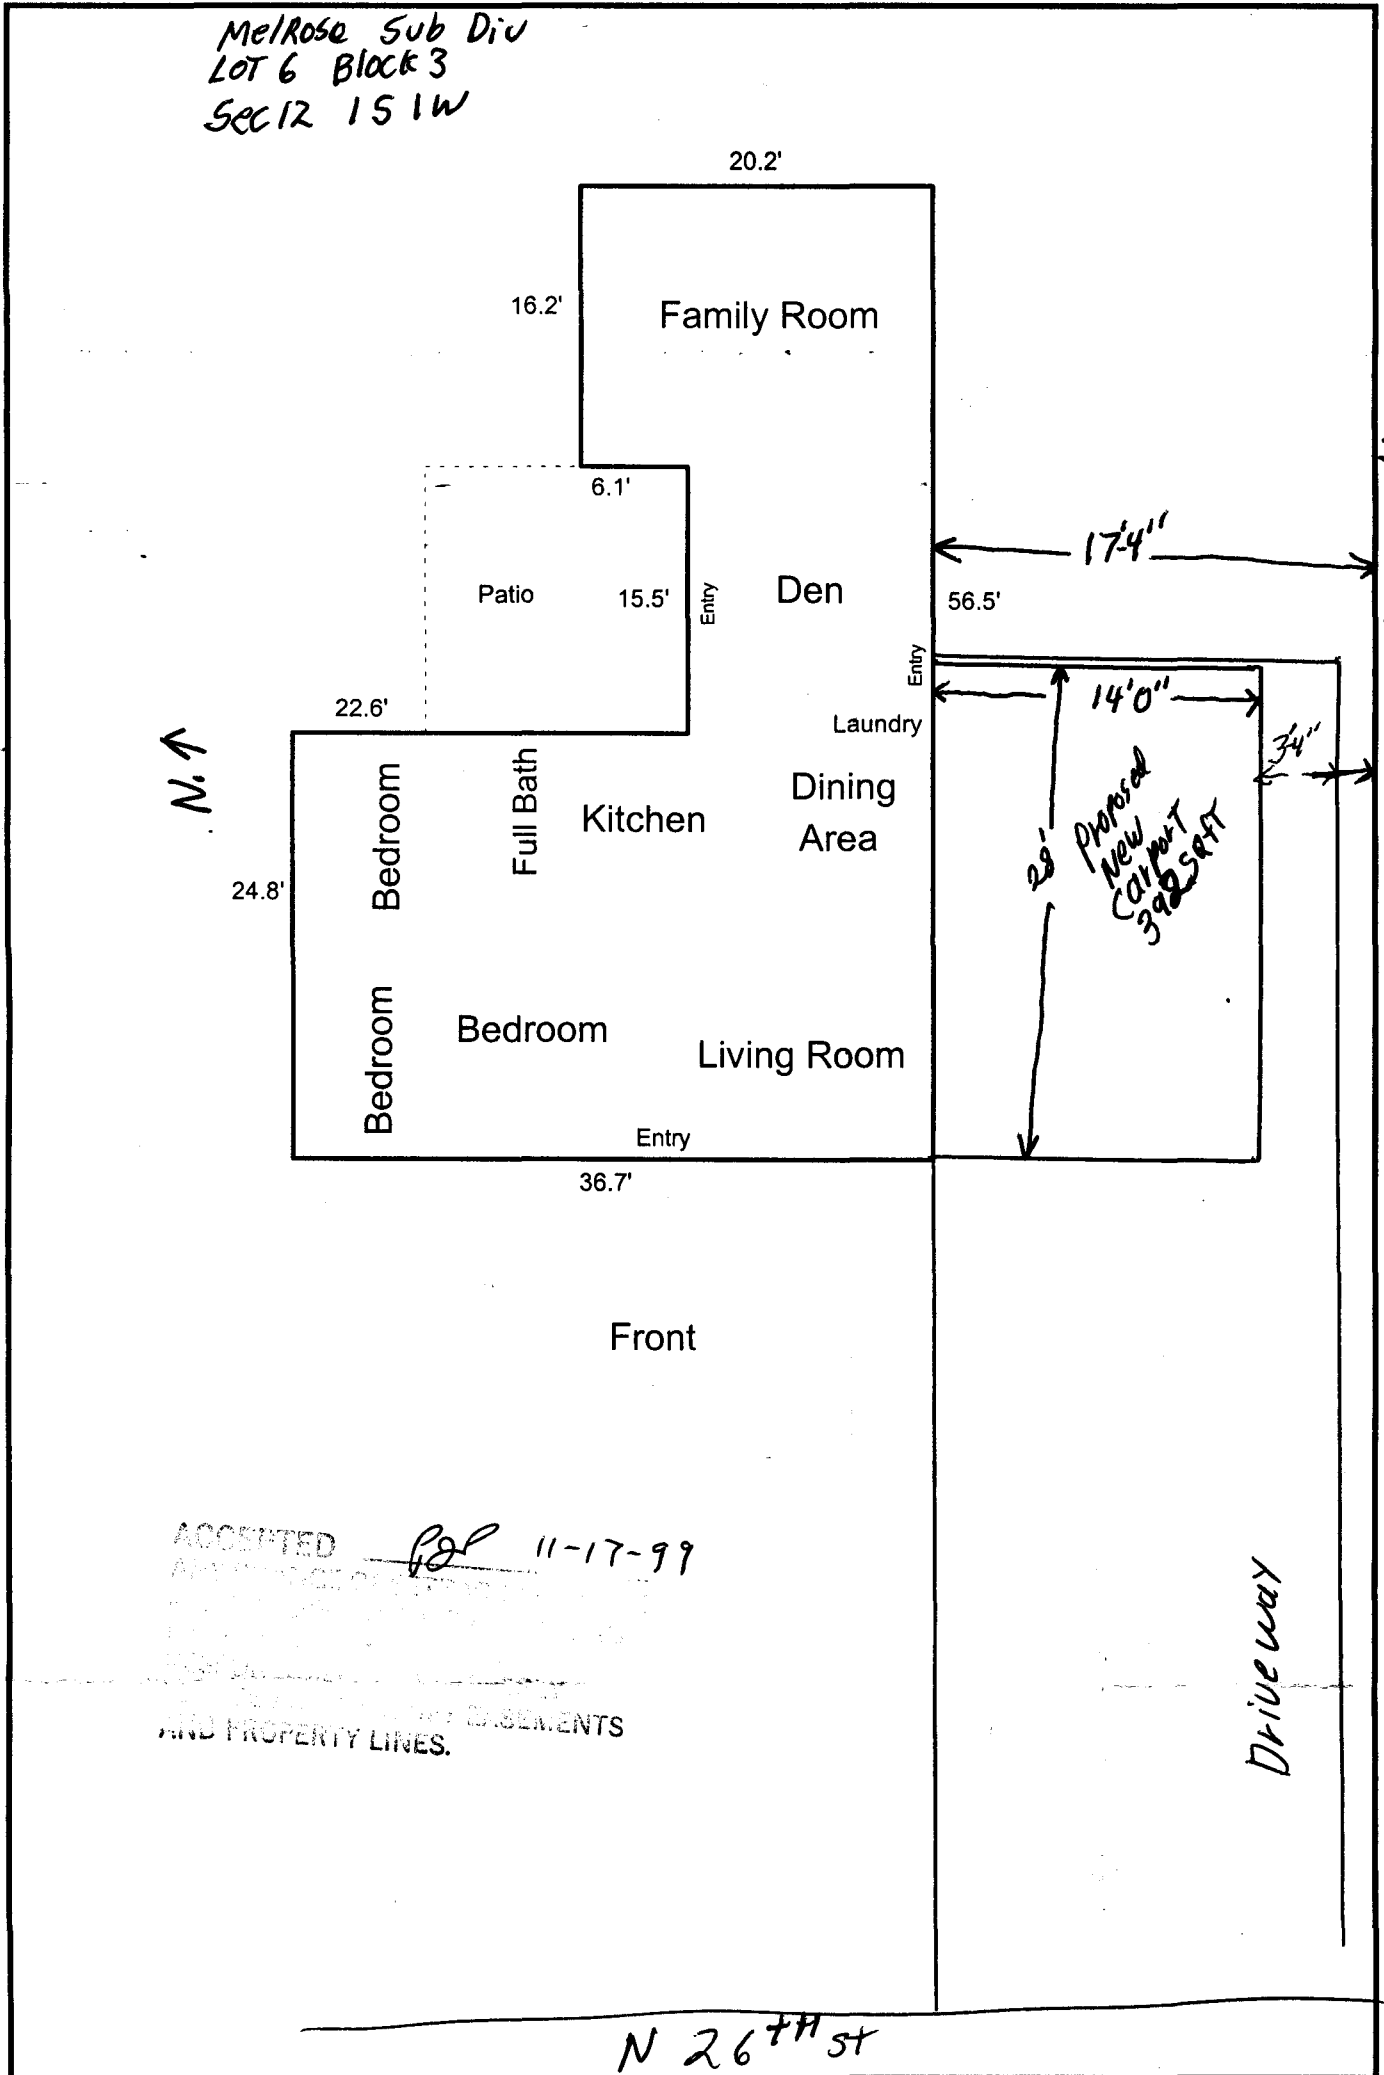 MelRose Sub Div
LOT 6 Block 3
Sec 12 1S 1W
20.2'
16.2'
Family Room
6.1'
17'4"
Patio
15.5'
Entry
Den
56.5'
Entry
14'0"
22.6'
Laundry
3'4"
N.
Bedroom
Full Bath
Kitchen
Dining
Area
28'
Proposed
New
Carport
392 SqFT
24.8'
Bedroom
Bedroom
Living Room
Entry
36.7'
Front
ACCEPTED
11-17-99
EASEMENTS
AND PROPERTY LINES.
Driveway
N 26TH St